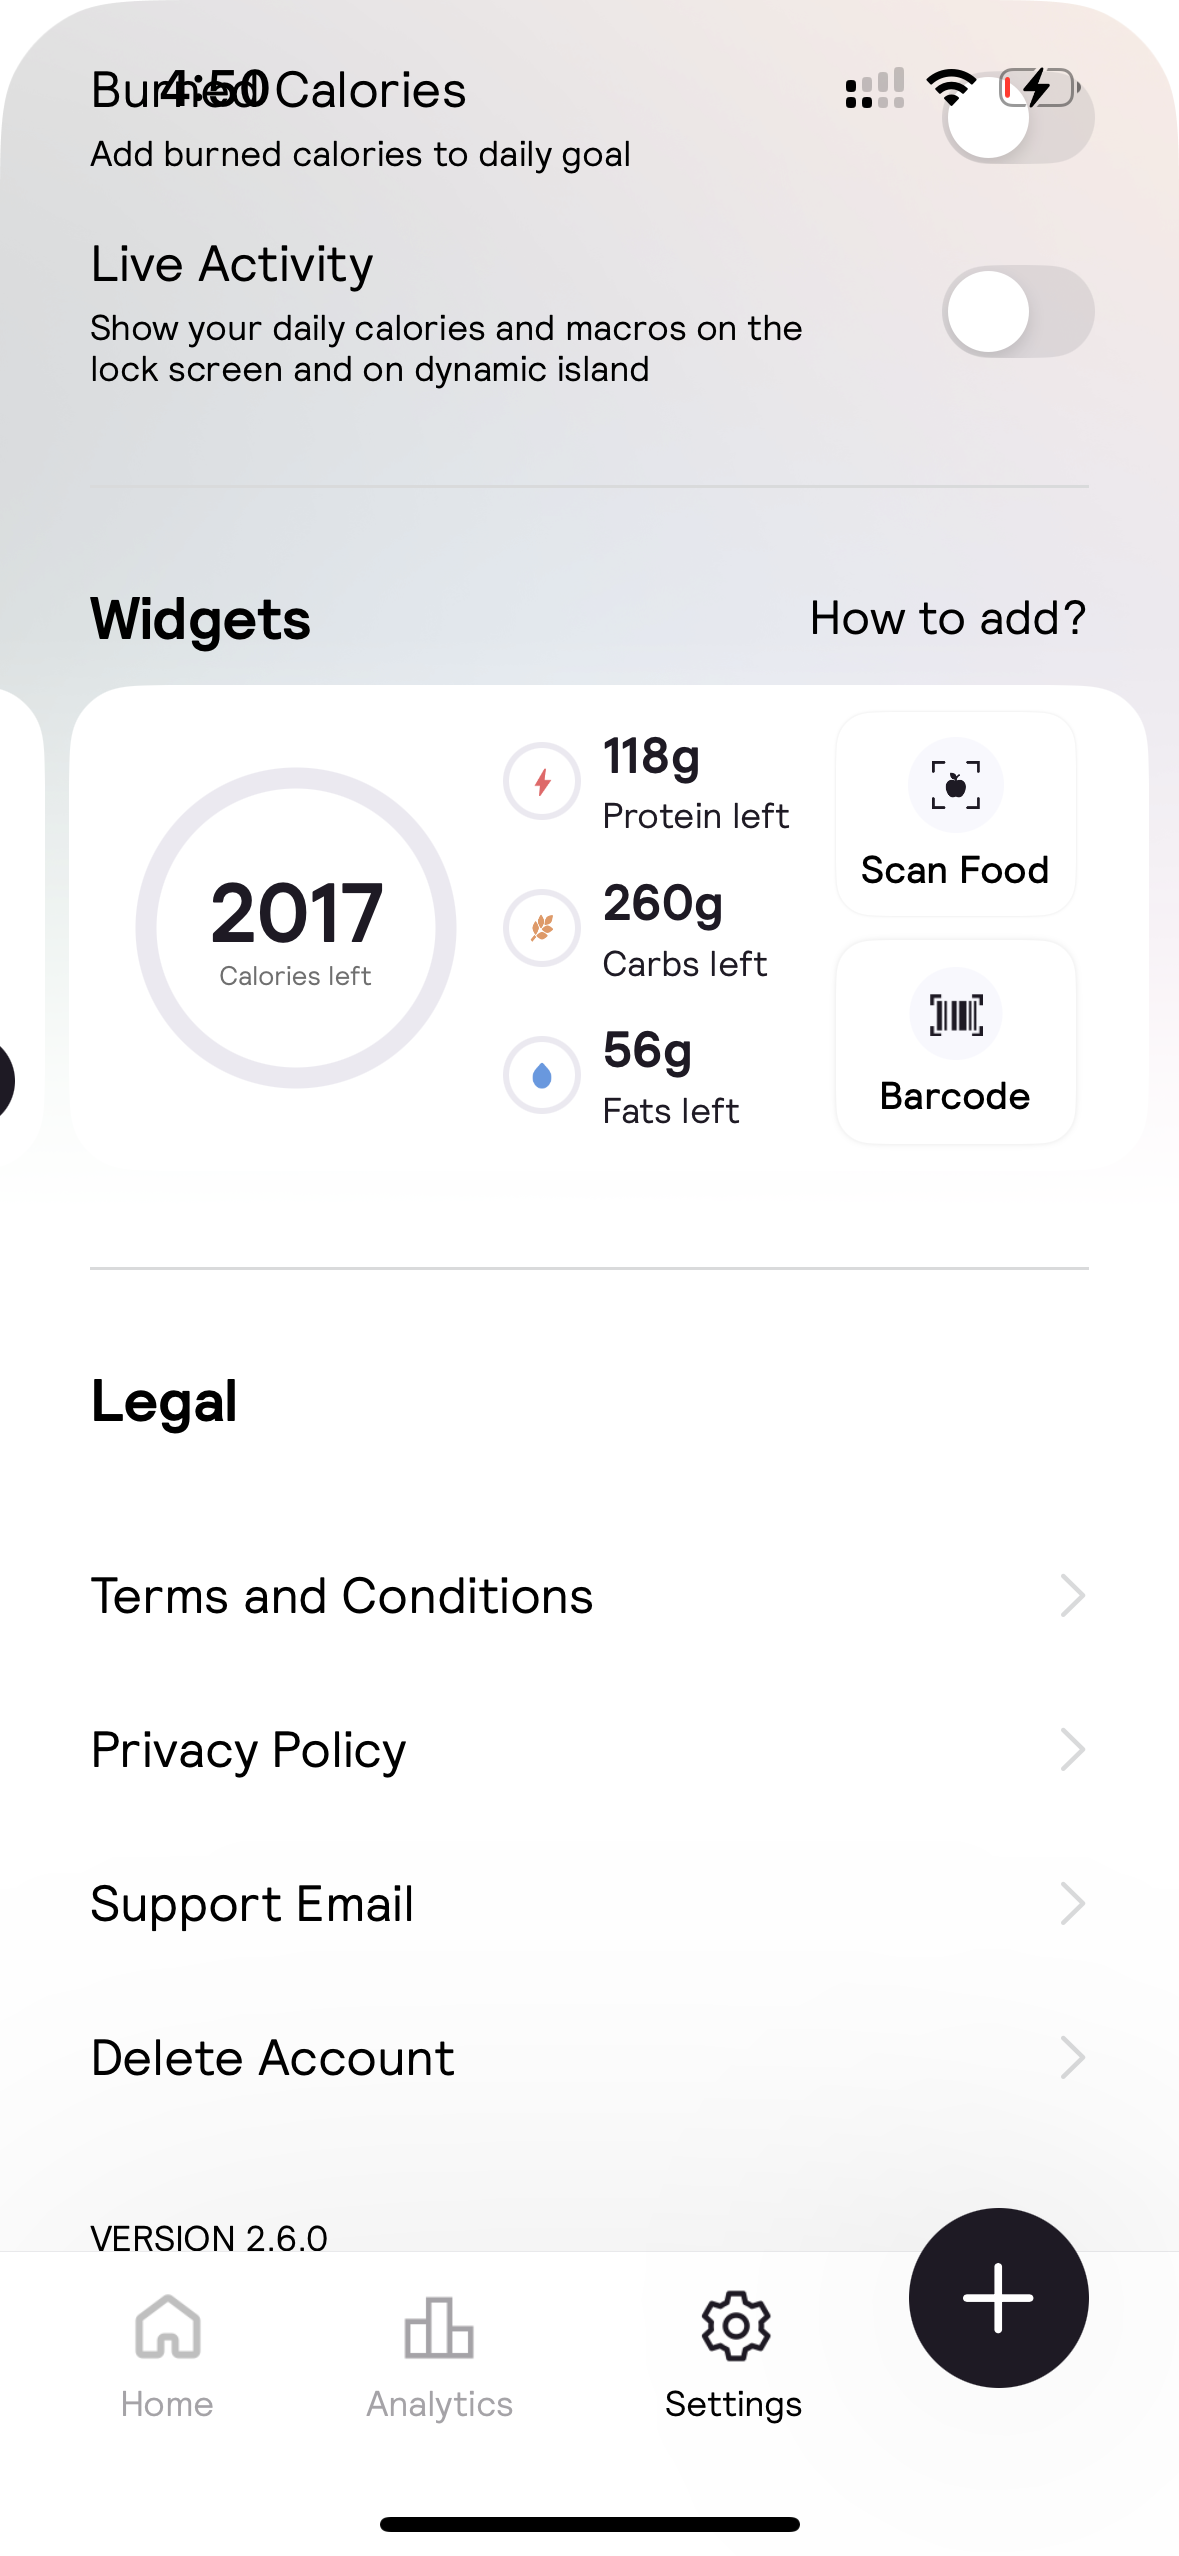 4:50
Burned Calories
Add burned calories to daily goal
Live Activity
Show your daily calories and macros on the
lock screen and on dynamic island
Widgets
How to add?
2017
Calories left
118g
Protein left
260g
Carbs left
56g
Fats left
Scan Food
Barcode
Legal
Terms and Conditions
Privacy Policy
Support Email
Delete Account
VERSION 2.6.0
Home
Analytics
Settings